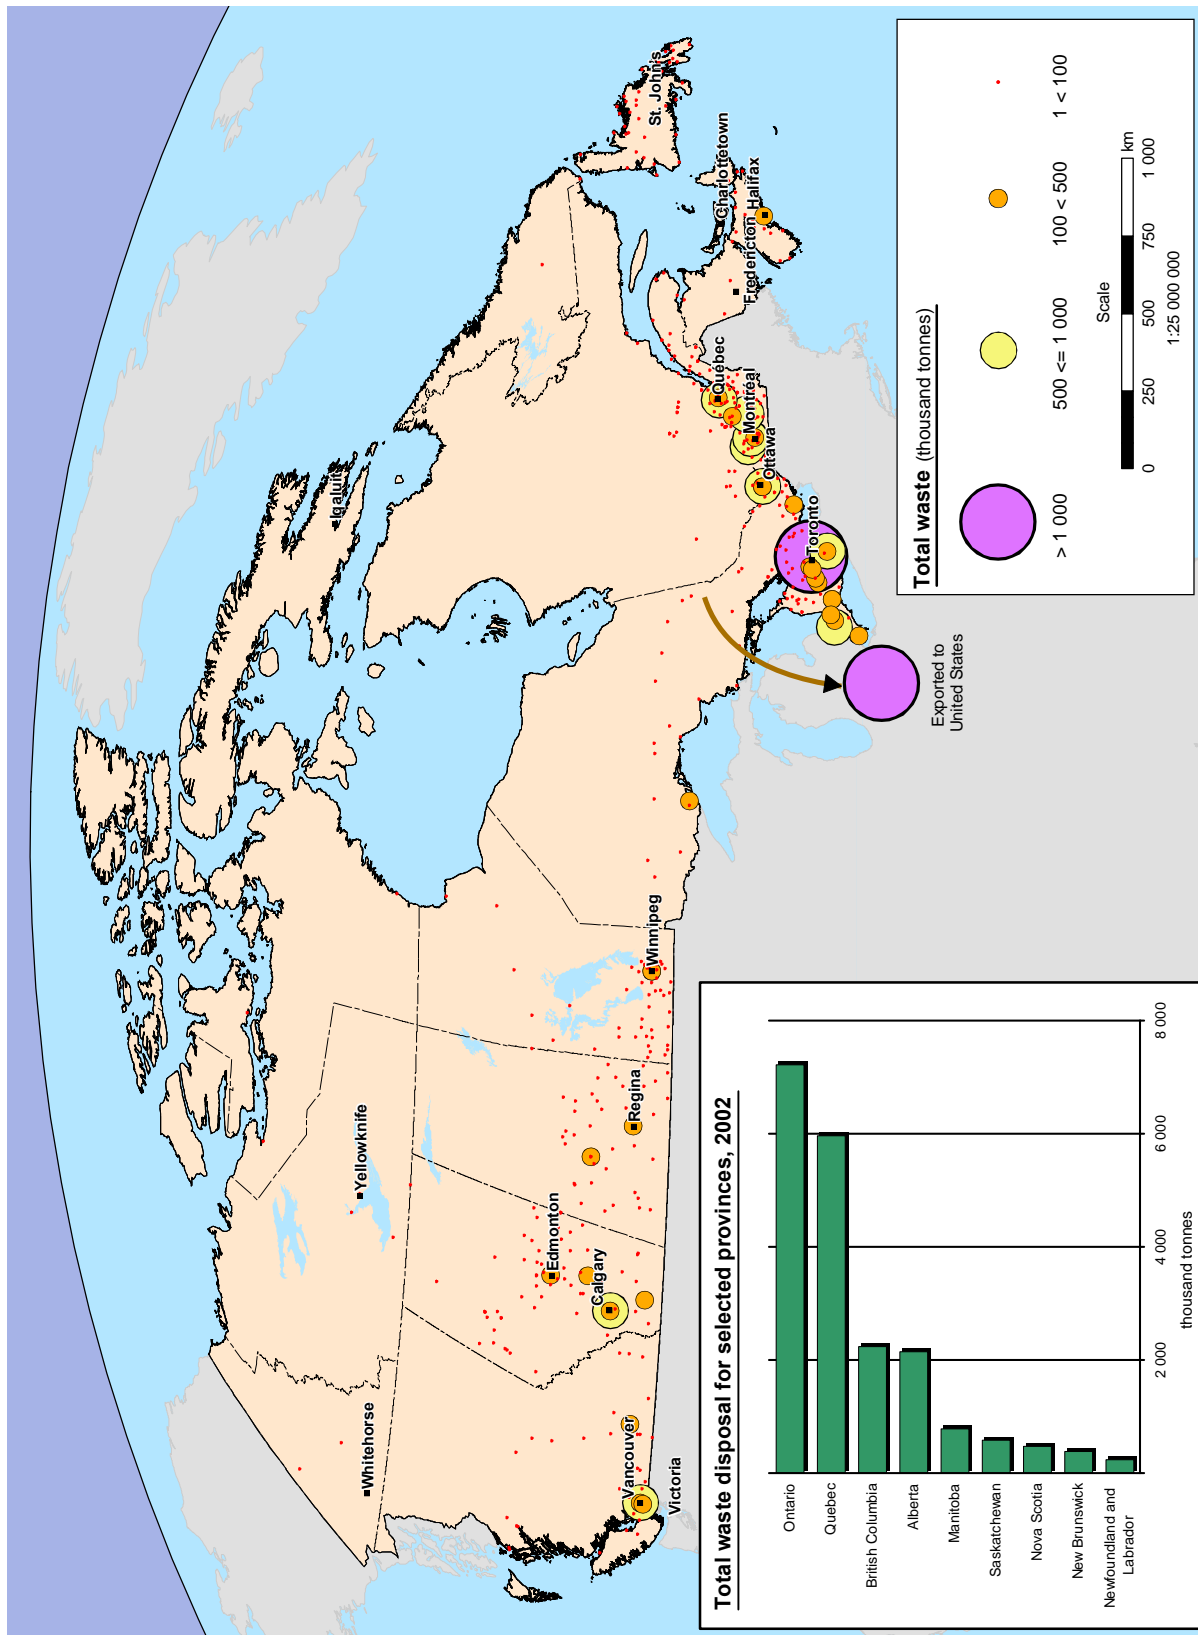 Whitehorse
Yellowknife
Iqaluit
Edmonton
Calgary
Vancouver
Victoria
Regina
Winnipeg
Toronto
Ottawa
Montréal
Québec
Fredericton
Charlottetown
Halifax
St. Johnís
Exported to
United States
Total waste disposal for selected provinces, 2002
Ontario
Quebec
British Columbia
Alberta
Manitoba
Saskatchewan
Nova Scotia
New Brunswick
Newfoundland and
Labrador
2 000
4 000
6 000
8 000
thousand tonnes
Total waste (thousand tonnes)
> 1 000
500 <= 1 000
100 < 500
1 < 100
Scale
0
250
500
750
1 000
km
1:25 000 000